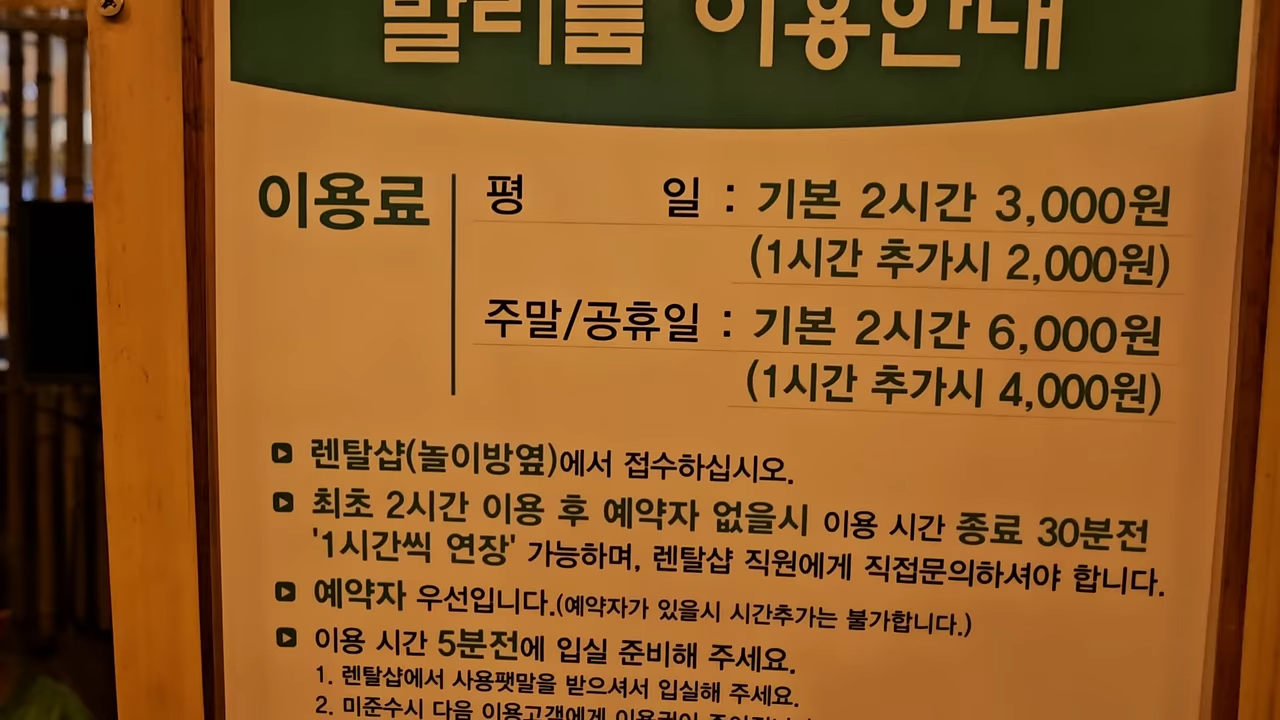 발리룸 이용안내
이용료
평 일 : 기본 2시간 3,000원
(1시간 추가시 2,000원)
주말/공휴일 : 기본 2시간 6,000원
(1시간 추가시 4,000원)
렌탈샵(놀이방옆)에서 접수하십시오.
최초 2시간 이용 후 예약자 없을시 이용 시간 종료 30분전
'1시간씩 연장' 가능하며, 렌탈샵 직원에게 직접문의하셔야 합니다.
예약자 우선입니다.(예약자가 있을시 시간추가는 불가합니다.)
이용 시간 5분전에 입실 준비해 주세요.
1. 렌탈샵에서 사용팻말을 받으셔서 입실해 주세요.
2. 미준수시 다음 이용고객에게 이용권이